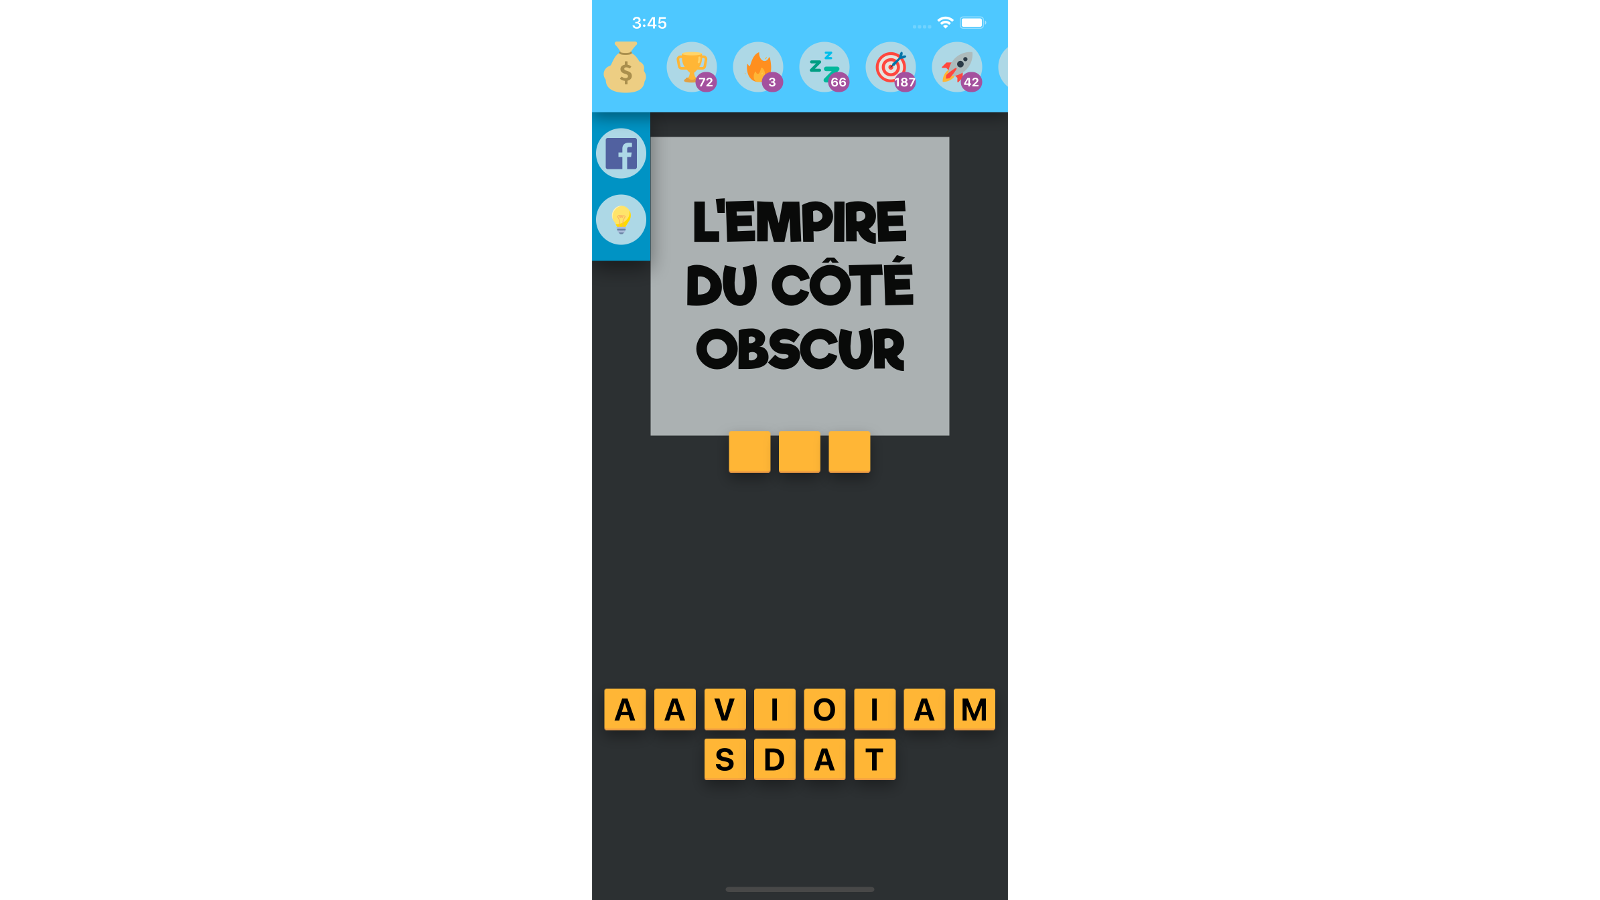 3:45
72
3
66
187
42
L'EMPIRE
DU CÔTÉ
OBSCUR
A A V I O I A M
S D A T